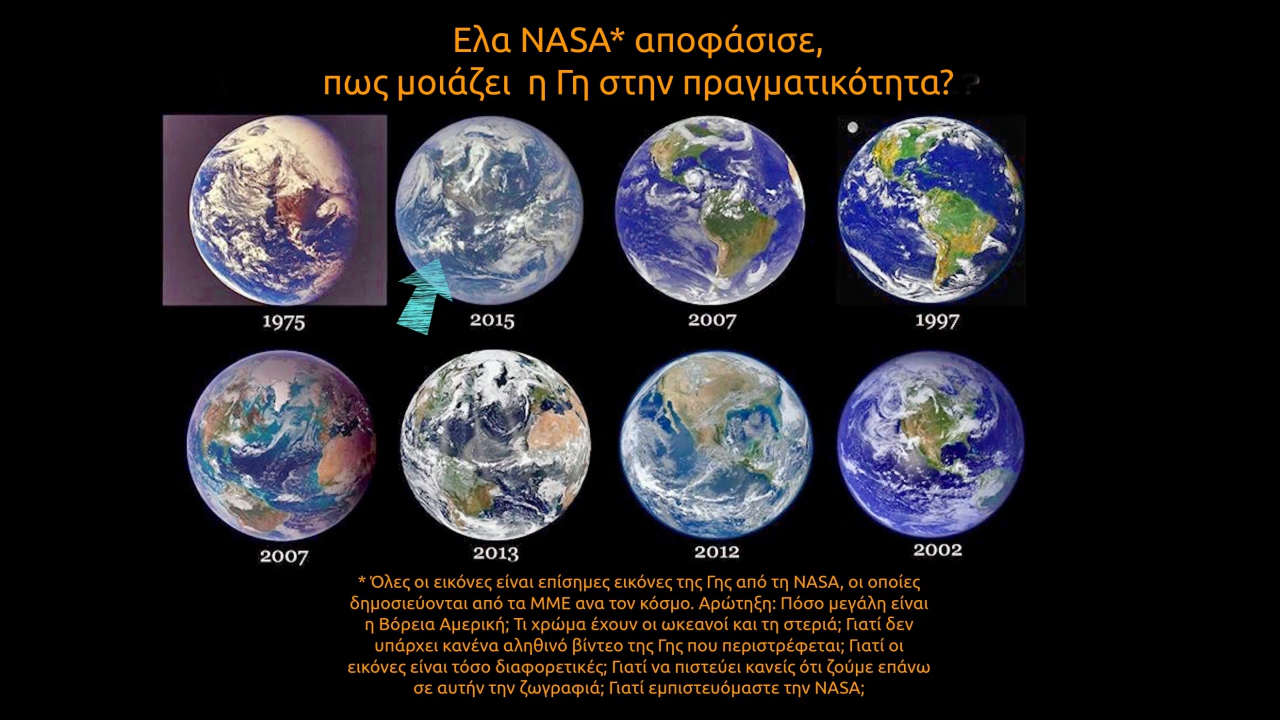 Ελα NASA* αποφάσισε,
πως μοιάζει η Γη στην πραγματικότητα?
1975
2015
2007
1997
2007
2013
2012
2002
* Όλες οι εικόνες είναι επίσημες εικόνες της Γης από τη NASA, οι οποίες
δημοσιεύονται από τα ΜΜΕ ανα τον κόσμο. Αρώτηξη: Πόσο μεγάλη είναι
η Βόρεια Αμερική; Τι χρώμα έχουν οι ωκεανοί και τη στεριά; Γιατί δεν
υπάρχει κανένα αληθινό βίντεο της Γης που περιστρέφεται; Γιατί οι
εικόνες είναι τόσο διαφορετικές; Γιατί να πιστεύει κανείς ότι ζούμε επάνω
σε αυτήν την ζωγραφιά; Γιατί εμπιστευόμαστε την NASA;